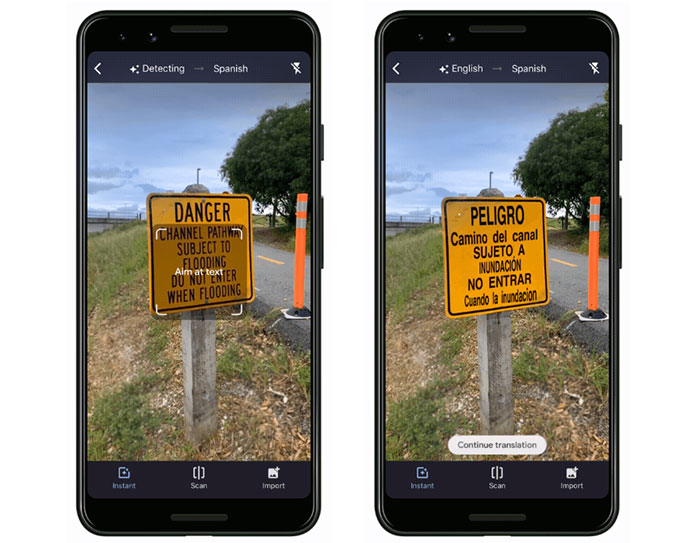 Detecting → Spanish
DANGER
CHANNEL PATHWAY
SUBJECT TO
FLOODING
Aim at text
DO NOT ENTER
WHEN FLOODING
Instant Scan Import
English → Spanish
PELIGRO
Camino del canal
SUJETO A
INUNDACIÓN
NO ENTRAR
Cuando la inundacion
Continue translation
Instant Scan Import